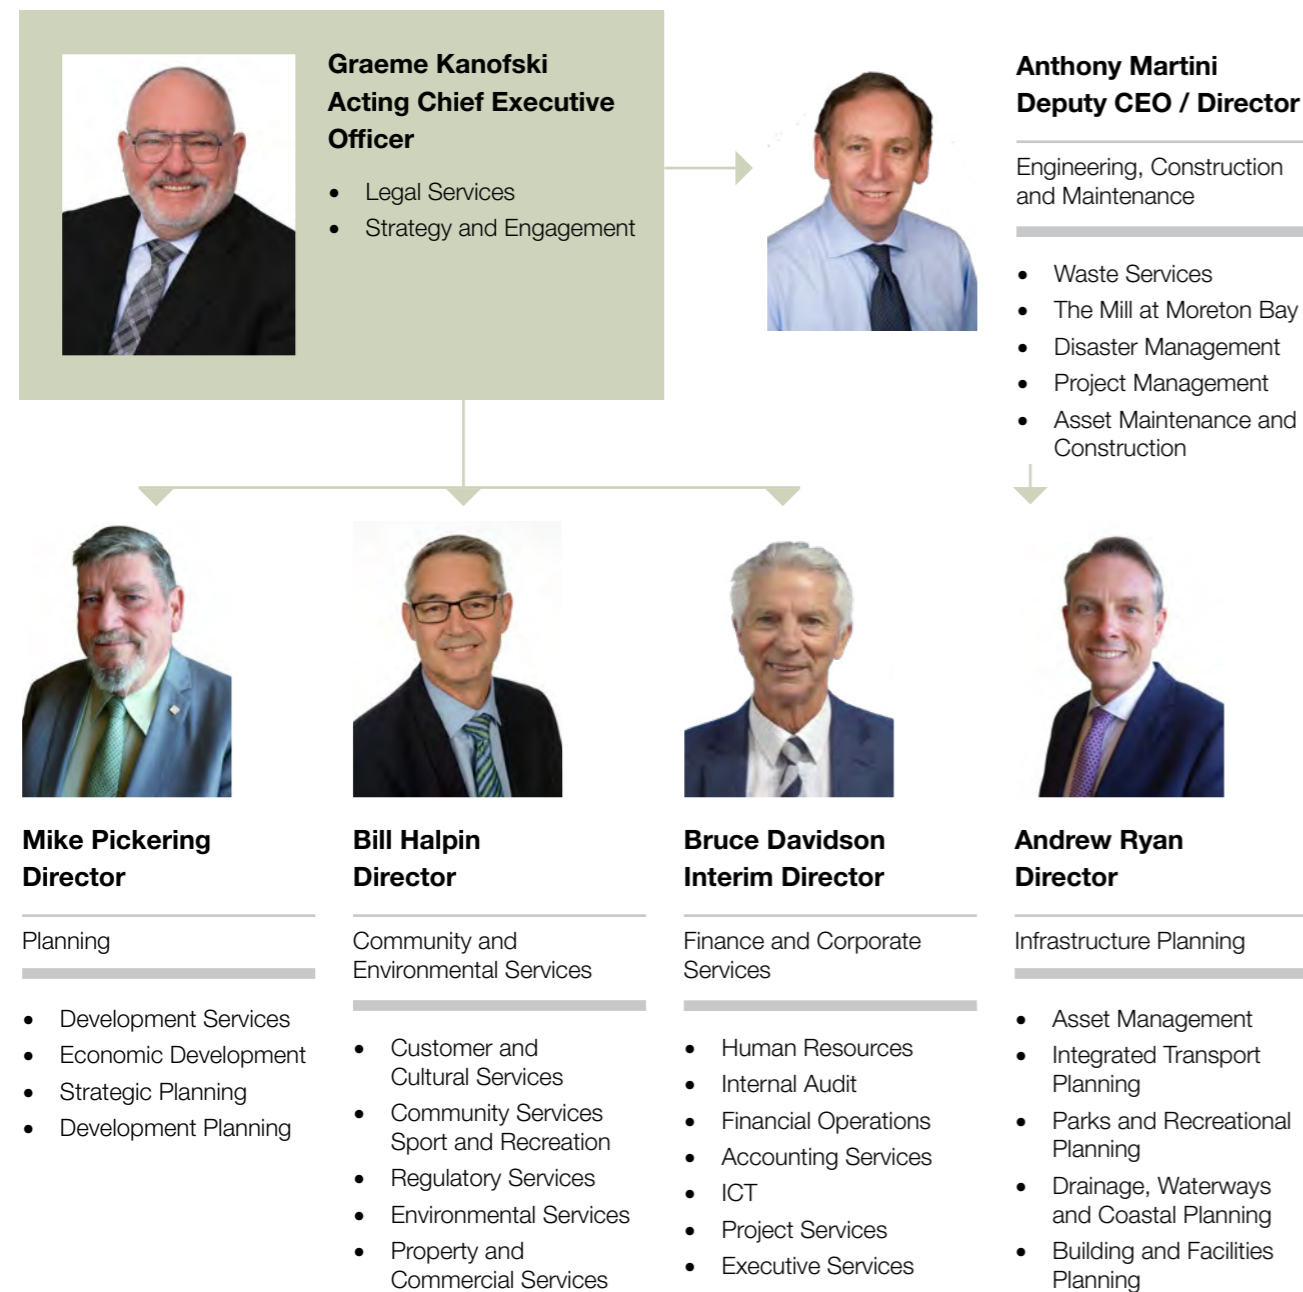 Graeme Kanofski
Acting Chief Executive
Officer
• Legal Services
• Strategy and Engagement
Anthony Martini
Deputy CEO / Director
Engineering, Construction
and Maintenance
• Waste Services
• The Mill at Moreton Bay
• Disaster Management
• Project Management
• Asset Maintenance and
Construction
Mike Pickering
Director
Planning
• Development Services
• Economic Development
• Strategic Planning
• Development Planning
Bill Halpin
Director
Community and
Environmental Services
• Customer and
Cultural Services
• Community Services
Sport and Recreation
• Regulatory Services
• Environmental Services
• Property and
Commercial Services
Bruce Davidson
Interim Director
Finance and Corporate
Services
• Human Resources
• Internal Audit
• Financial Operations
• Accounting Services
• ICT
• Project Services
• Executive Services
Andrew Ryan
Director
Infrastructure Planning
• Asset Management
• Integrated Transport
Planning
• Parks and Recreational
Planning
• Drainage, Waterways
and Coastal Planning
• Building and Facilities
Planning